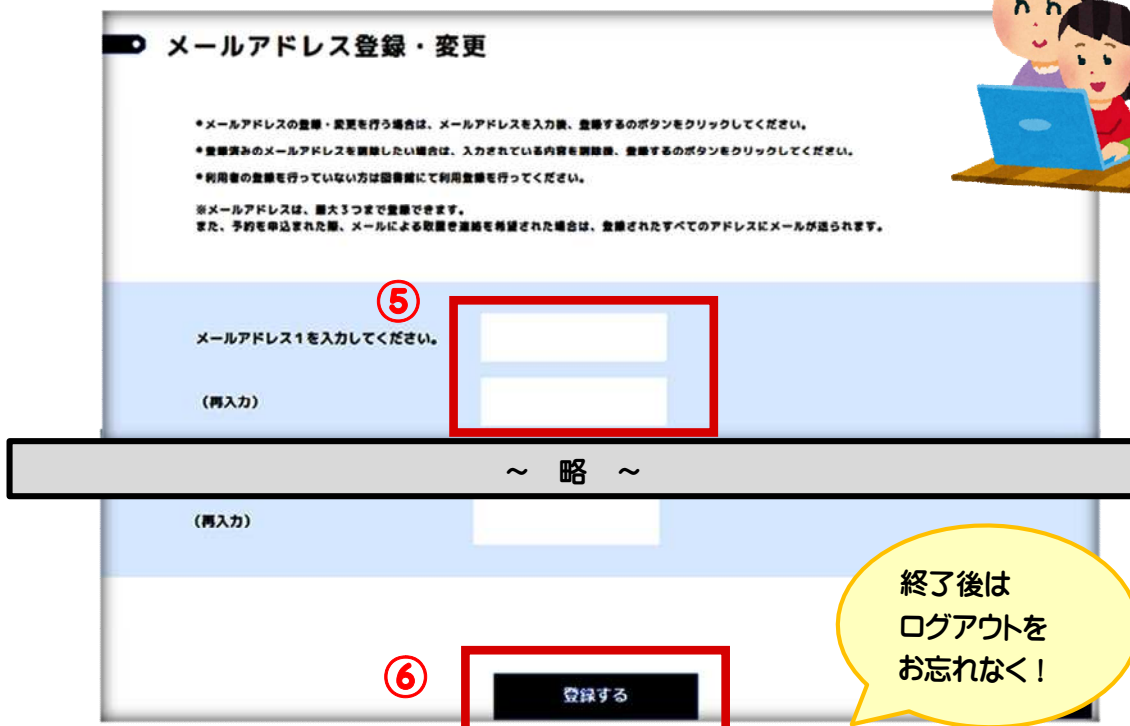 メールアドレス登録・変更
•メールアドレスの登録・変更を行う場合は、メールアドレスを入力後、登録するのボタンをクリックしてください。
•登録済みのメールアドレスを削除したい場合は、入力されている内容を削除後、登録するのボタンをクリックしてください。
•利用者の登録を行っていない方は図書館にて利用登録を行ってください。
※メールアドレスは、最大3つまで登録できます。
また、予約を申込まれた際、メールによる取置き連絡を希望された場合は、登録されたすべてのアドレスにメールが送られます。
⑤
メールアドレス1を入力してください。
(再入力)
～ 略 ～
(再入力)
終了後は
ログアウトを
お忘れなく!
⑥
登録する